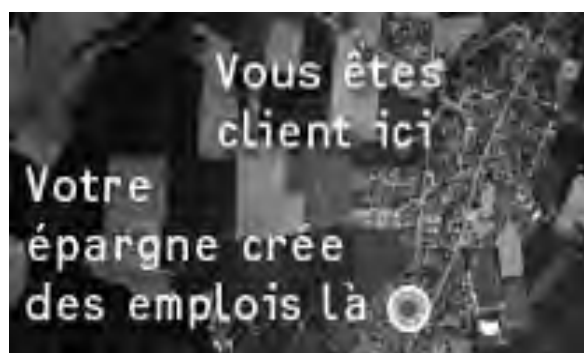 Vous êtes
client ici
Votre
épargne crée
des emplois là